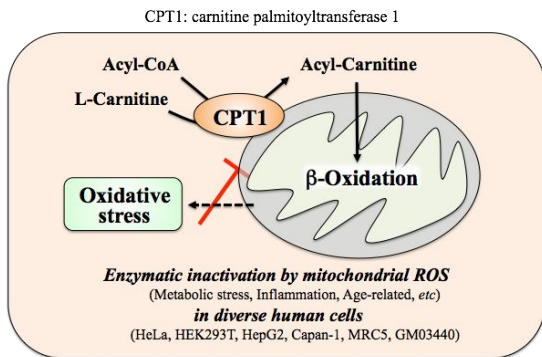 CPT1: carnitine palmitoyltransferase 1
Acyl-CoA
Acyl-Carnitine
L-Carnitine
CPT1
β-Oxidation
Oxidative
stress
Enzymatic inactivation by mitochondrial ROS
(Metabolic stress, Inflammation, Age-related, etc)
in diverse human cells
(HeLa, HEK293T, HepG2, Capan-1, MRC5, GM03440)